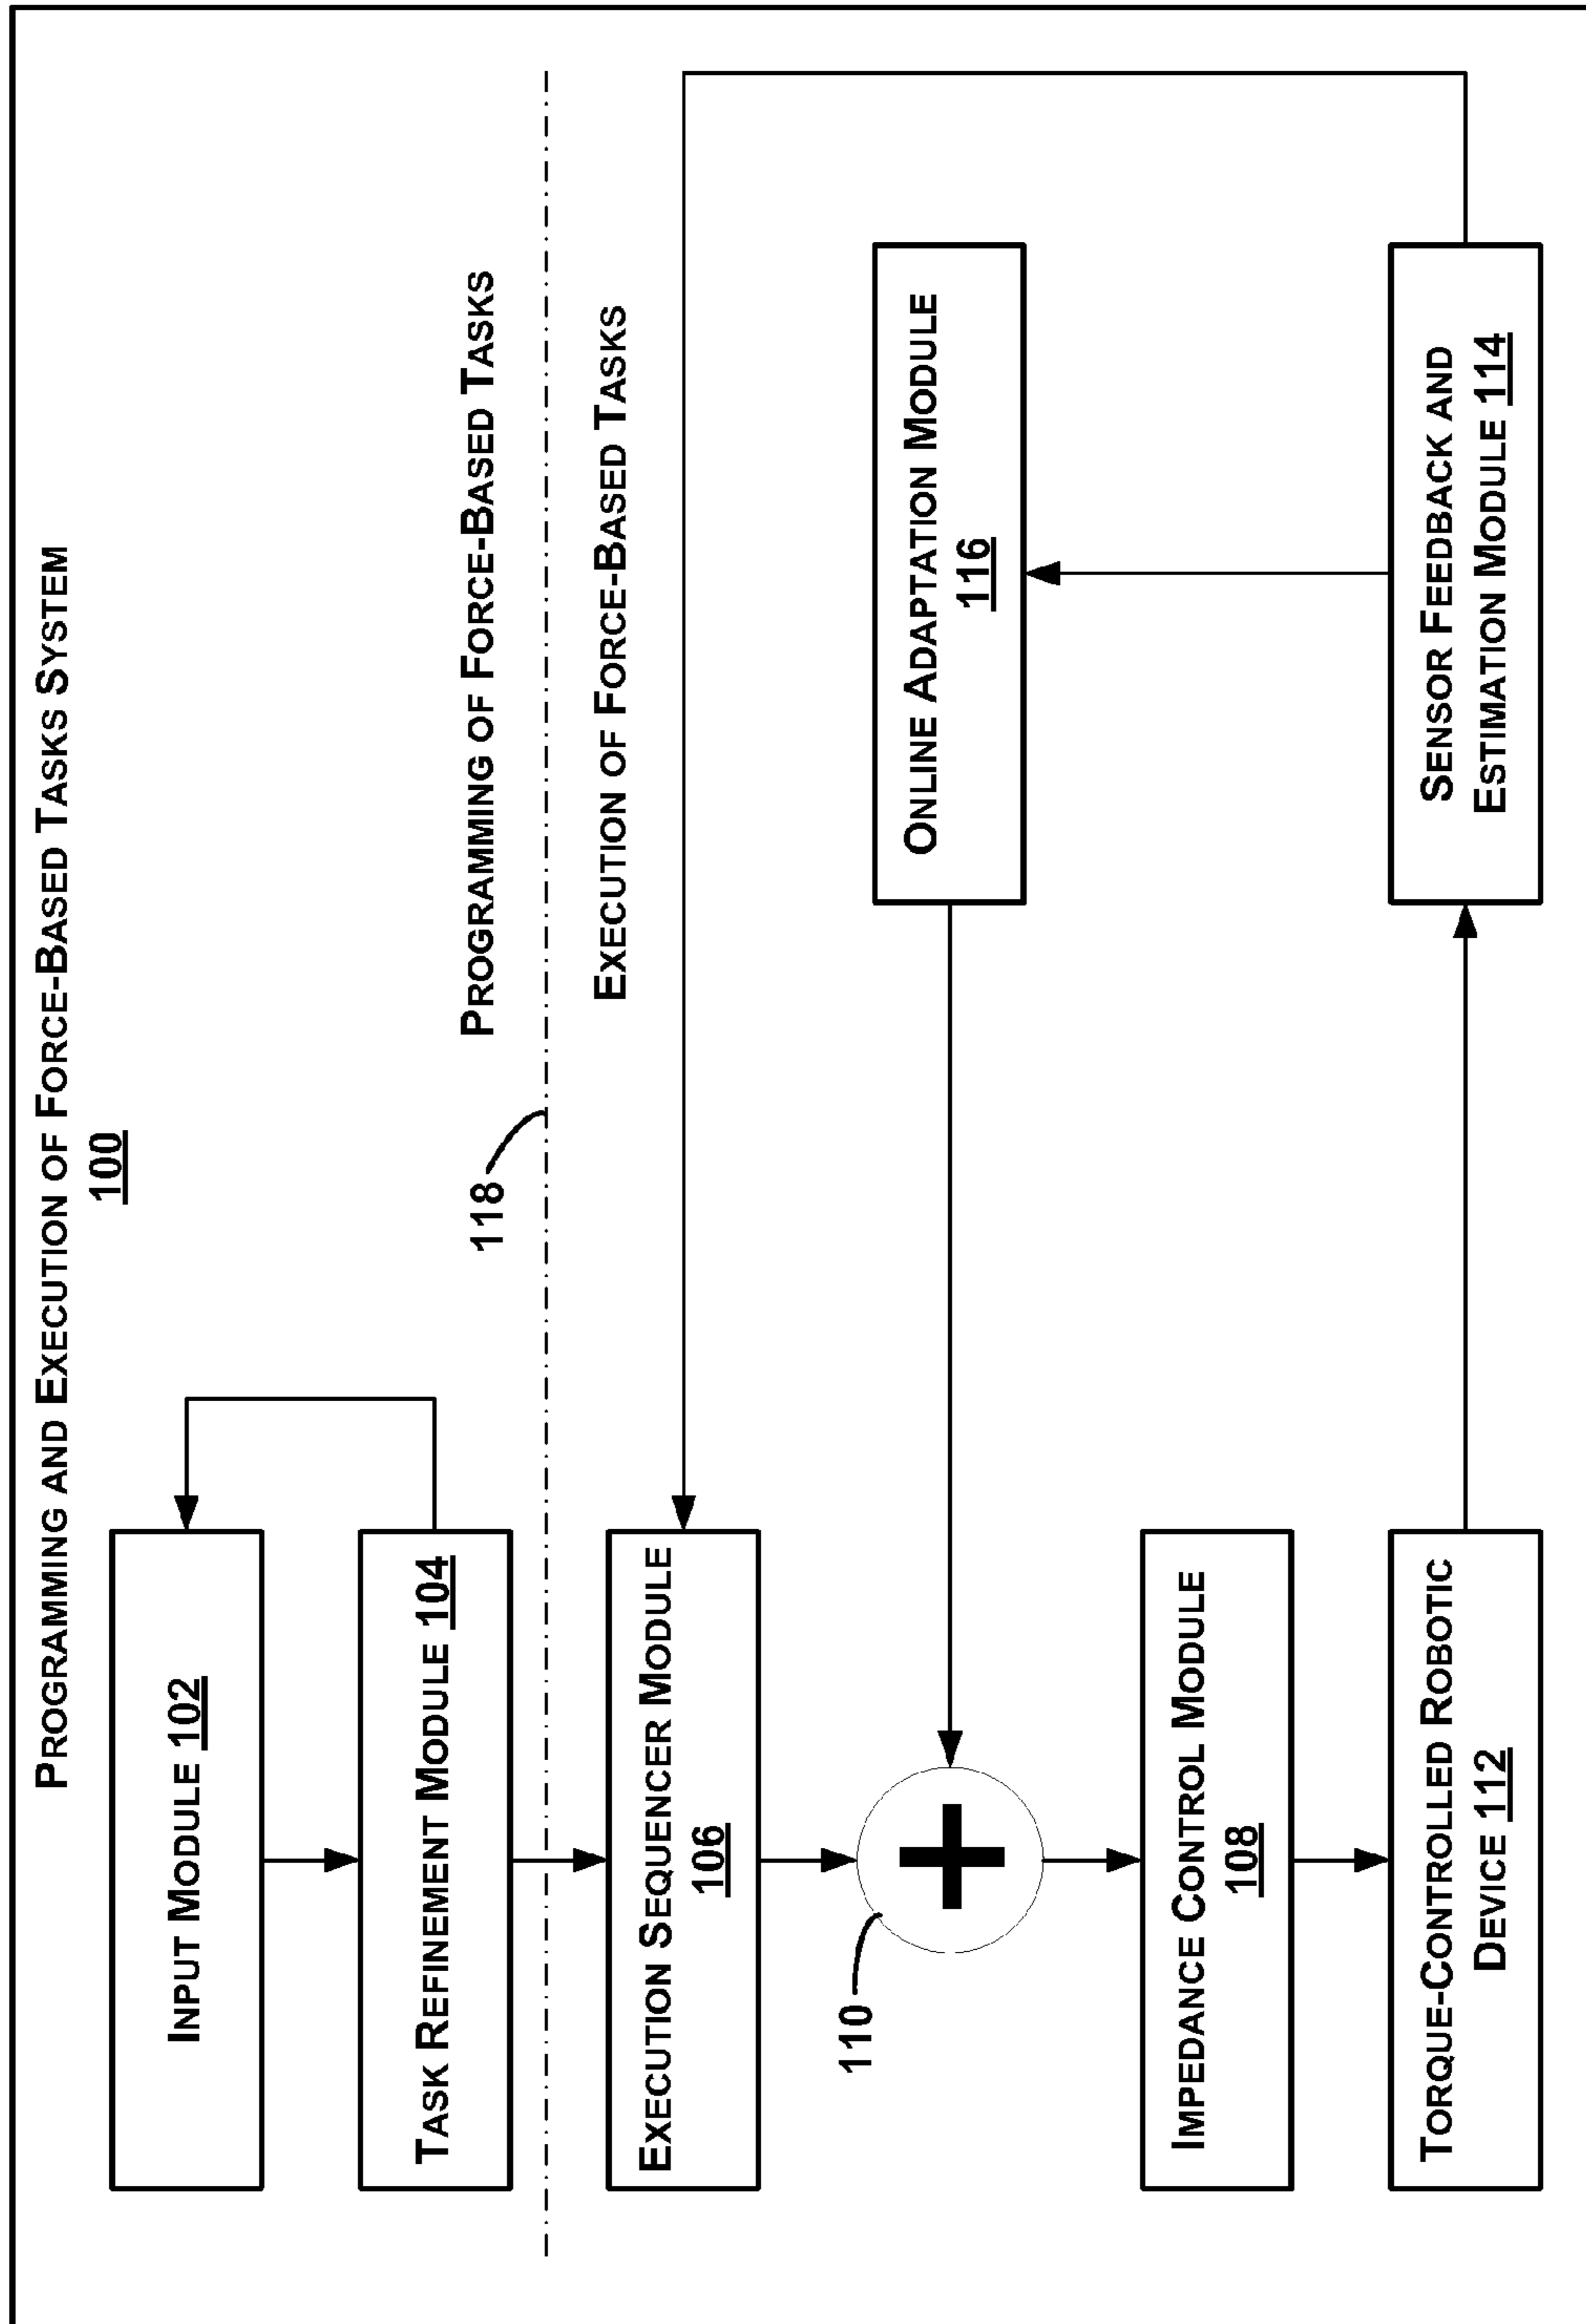 PROGRAMMING AND EXECUTION OF FORCE-BASED TASKS SYSTEM
100
INPUT MODULE 102
TASK REFINEMENT MODULE 104
118
PROGRAMMING OF FORCE-BASED TASKS
EXECUTION OF FORCE-BASED TASKS
EXECUTION SEQUENCER MODULE
106
110
+
ONLINE ADAPTATION MODULE
116
IMPEDANCE CONTROL MODULE
108
TORQUE-CONTROLLED ROBOTIC
DEVICE 112
SENSOR FEEDBACK AND
ESTIMATION MODULE 114